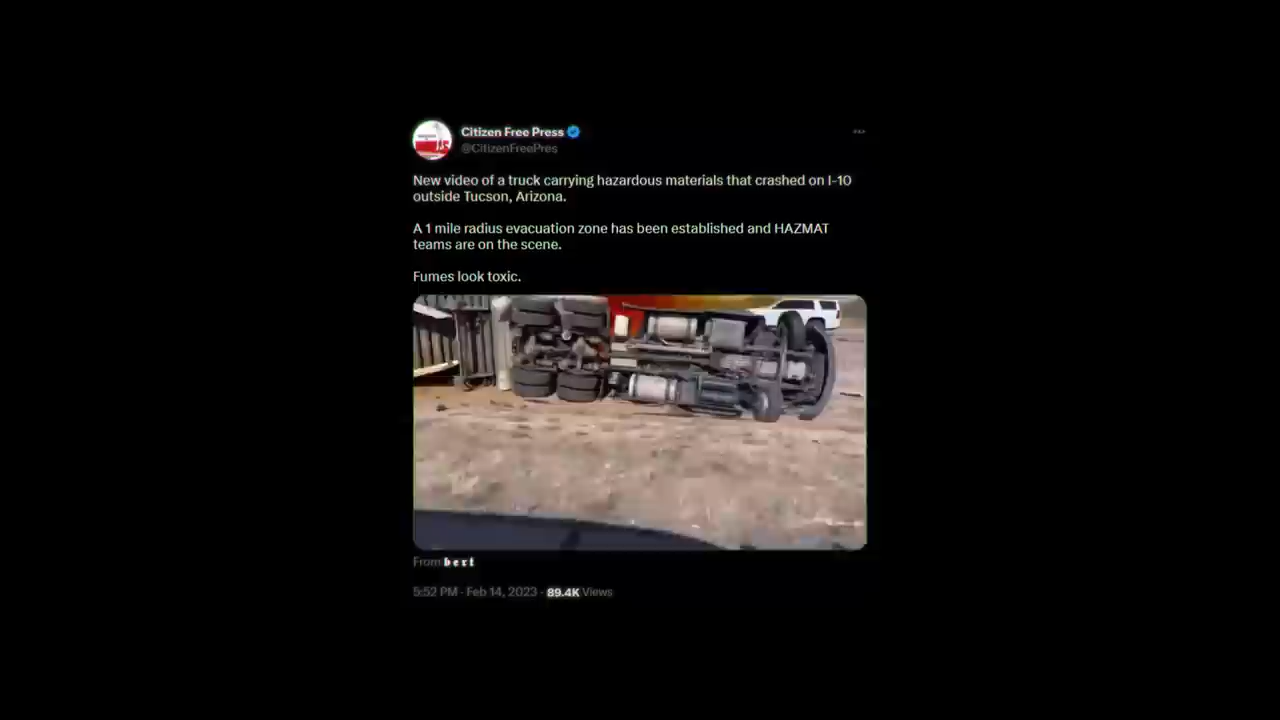 Citizen Free Press
@CitizenFreePres
New video of a truck carrying hazardous materials that crashed on I-10
outside Tucson, Arizona.
A 1 mile radius evacuation zone has been established and HAZMAT
teams are on the scene.
Fumes look toxic.
From bert
5:52 PM · Feb 14, 2023 · 89.4K Views